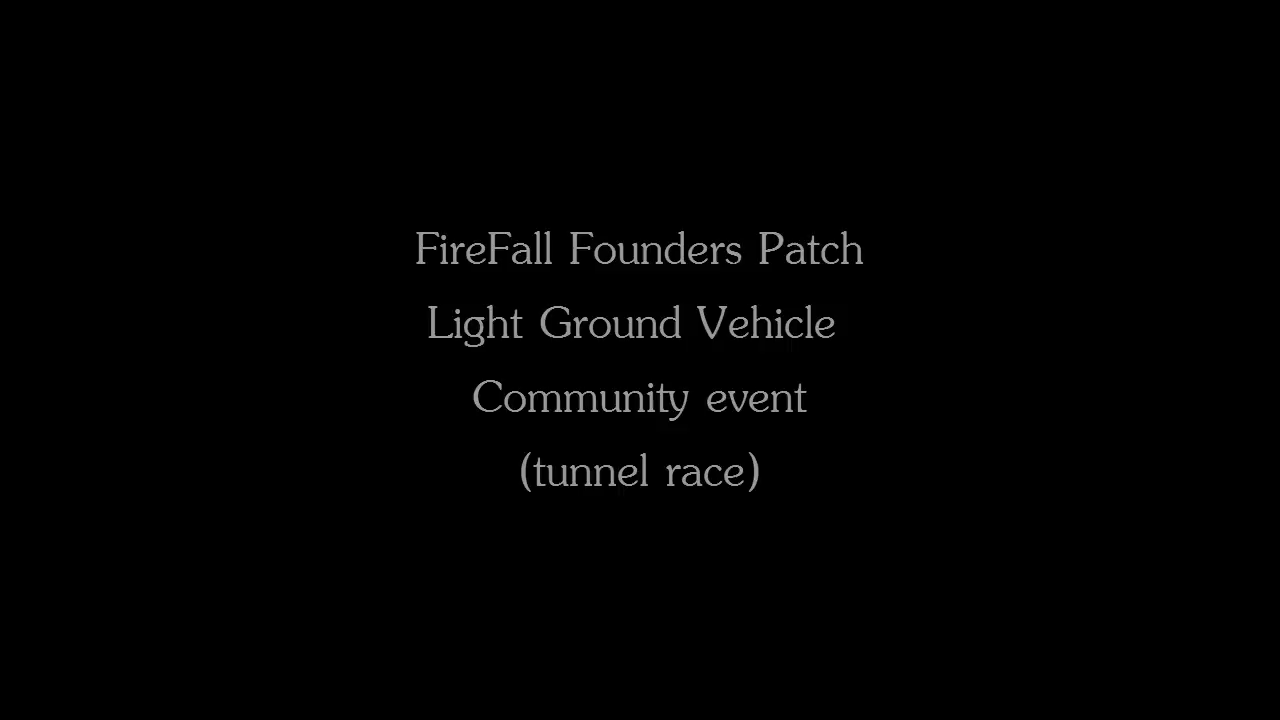 FireFall Founders Patch
Light Ground Vehicle
Community event
(tunnel race)